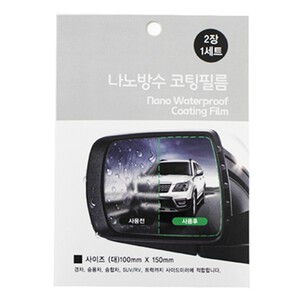 2장
1세트
나노방수 코팅필름
nano Waterproof
Coating Film
사용전
사용후
■ 사이즈 (대)100mm X 150mm
경차, 승용차, 승합차, SUV/RV, 트럭까지 사이드미러에 적합합니다.